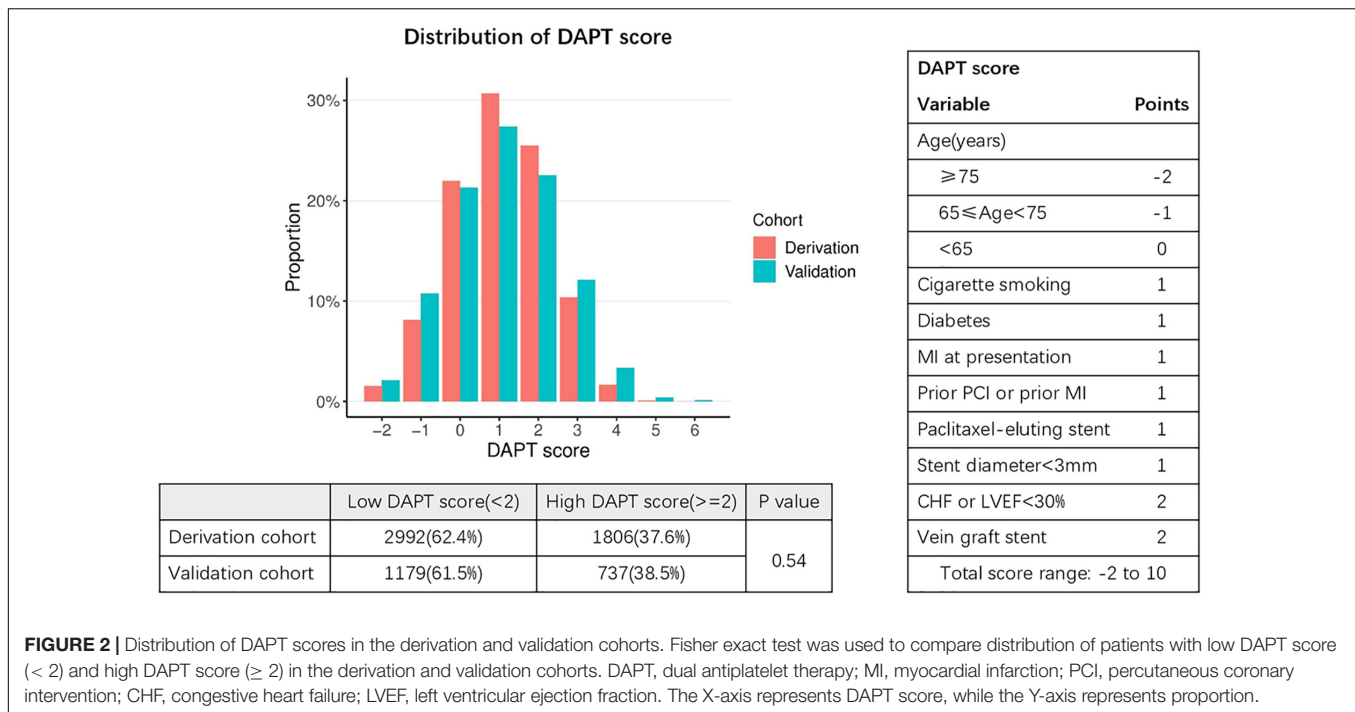 Distribution of DAPT score
30%
20%
10%
0%
Proportion
-2 -1 0 1 2 3 4 5 6
DAPT score
Cohort
Derivation
Validation
Low DAPT score(<2) High DAPT score(>=2) P value
Derivation cohort 2992(62.4%) 1806(37.6%) 0.54
Validation cohort 1179(61.5%) 737(38.5%)
DAPT score
Variable Points
Age(years)
≥75 -2
65≤Age<75 -1
<65 0
Cigarette smoking 1
Diabetes 1
MI at presentation 1
Prior PCI or prior MI 1
Paclitaxel-eluting stent 1
Stent diameter<3mm 1
CHF or LVEF<30% 2
Vein graft stent 2
Total score range: -2 to 10
FIGURE 2 | Distribution of DAPT scores in the derivation and validation cohorts. Fisher exact test was used to compare distribution of patients with low DAPT score
(< 2) and high DAPT score (≥ 2) in the derivation and validation cohorts. DAPT, dual antiplatelet therapy; MI, myocardial infarction; PCI, percutaneous coronary
intervention; CHF, congestive heart failure; LVEF, left ventricular ejection fraction. The X-axis represents DAPT score, while the Y-axis represents proportion.